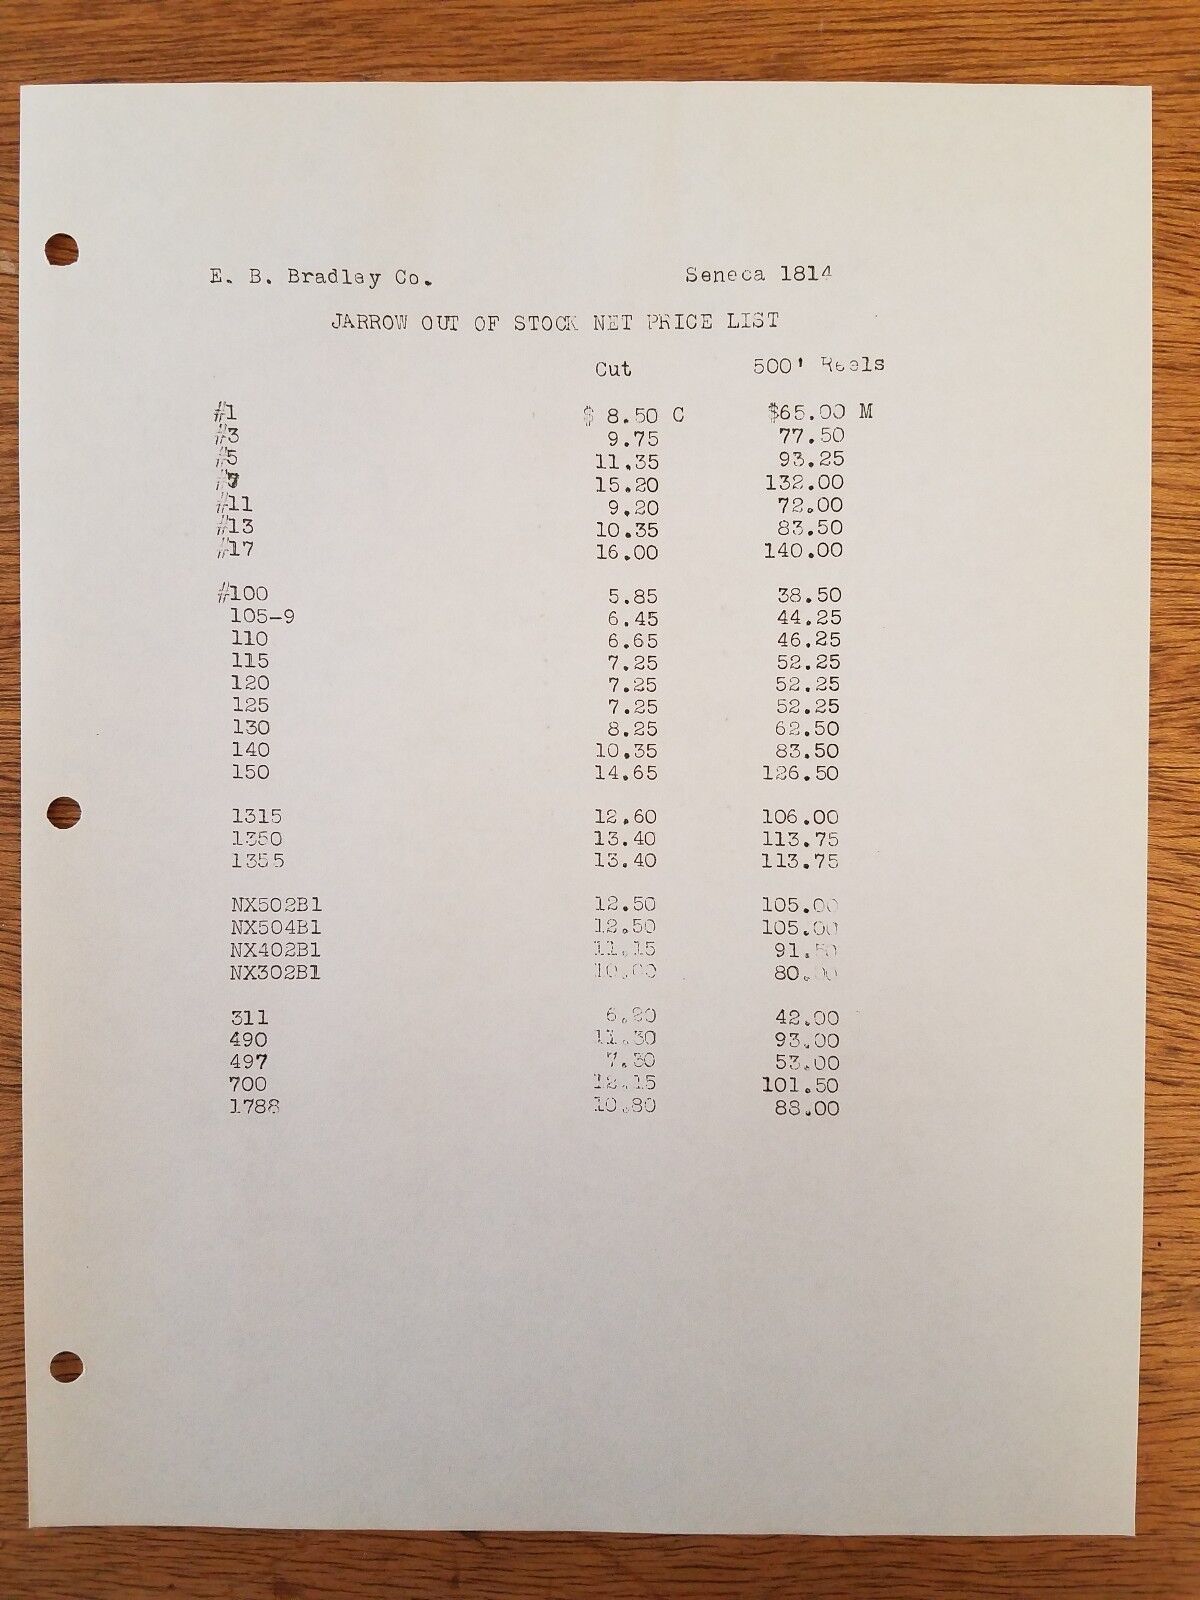 E. B. Bradley Co. Seneca 1814
JARROW OUT OF STOCK NET PRICE LIST
Cut 500' Reels
#1 $ 8.50 C $65.00 M
#3 9.75 77.50
#5 11.35 93.25
#7 15.20 132.00
#11 9.20 72.00
#13 10.35 83.50
#17 16.00 140.00
#100 5.85 38.50
105-9 6.45 44.25
110 6.65 46.25
115 7.25 52.25
120 7.25 52.25
125 7.25 52.25
130 8.25 62.50
140 10.35 83.50
150 14.65 126.50
1315 12.60 106.00
1350 13.40 113.75
1355 13.40 113.75
NX502B1 12.50 105.00
NX504B1 12.50 105.00
NX402B1 11.15 91.50
NX302B1 10.00 80.00
311 6.20 42.00
490 11.30 93.00
497 7.30 53.00
700 12.15 101.50
1788 10.80 88.00